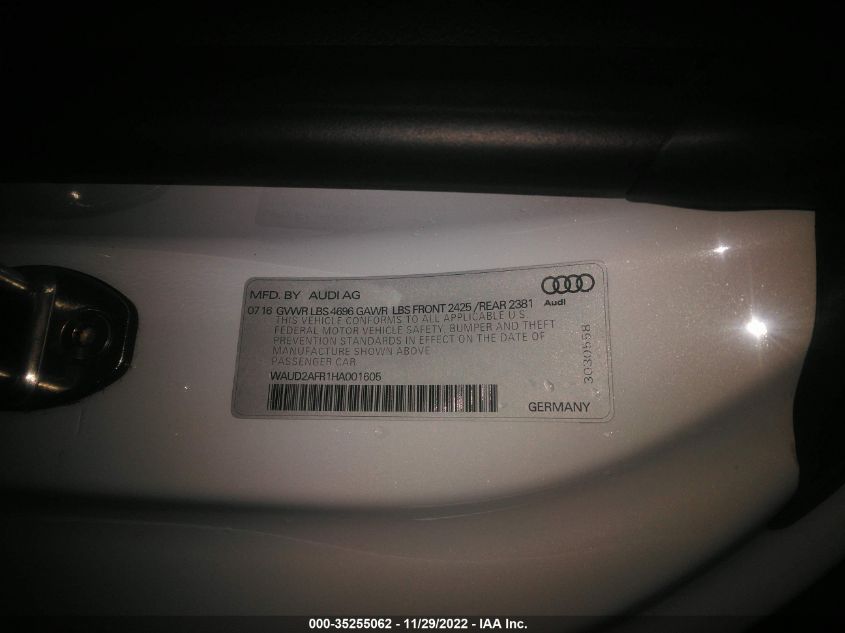 MFD. BY AUDI AG
Audi
07 16 GVWR LBS 4696 GAWR LBS FRONT 2425 / REAR 2381
THIS VEHICLE CONFORMS TO ALL APPLICABLE U S
FEDERAL MOTOR VEHICLE SAFETY, BUMPER AND THEFT
PREVENTION STANDARDS IN EFFECT ON THE DATE OF
MANUFACTURE SHOWN ABOVE
PASSENGER CAR
3030558
WAUD2AFR1HA001605
GERMANY
000-35255062 - 11/29/2022 - IAA Inc.